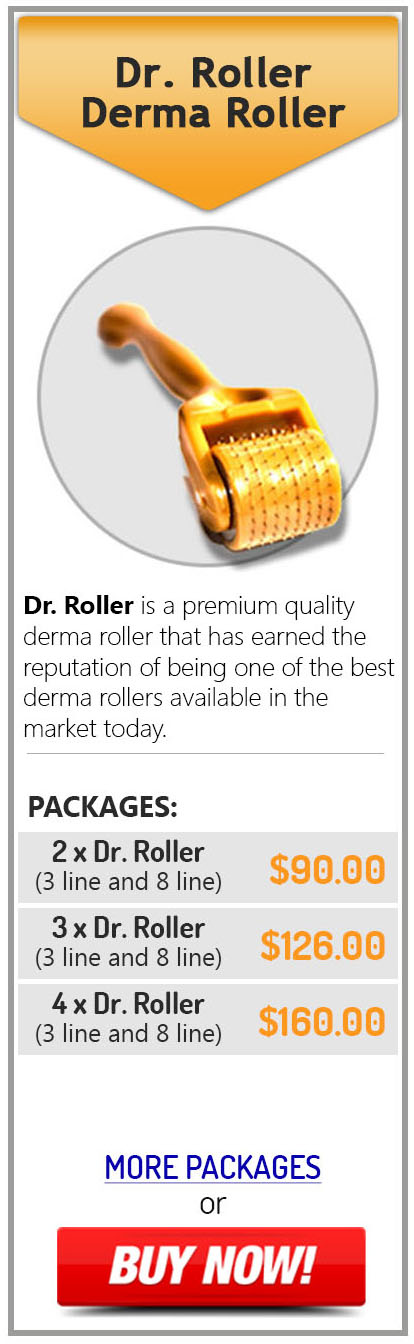 Dr. Roller
Derma Roller
Dr. Roller is a premium quality
derma roller that has earned the
reputation of being one of the best
derma rollers available in the
market today.
PACKAGES:
2 x Dr. Roller
(3 line and 8 line)
$90.00
3 x Dr. Roller
(3 line and 8 line)
$126.00
4 x Dr. Roller
(3 line and 8 line)
$160.00
MORE PACKAGES
or
BUY NOW!